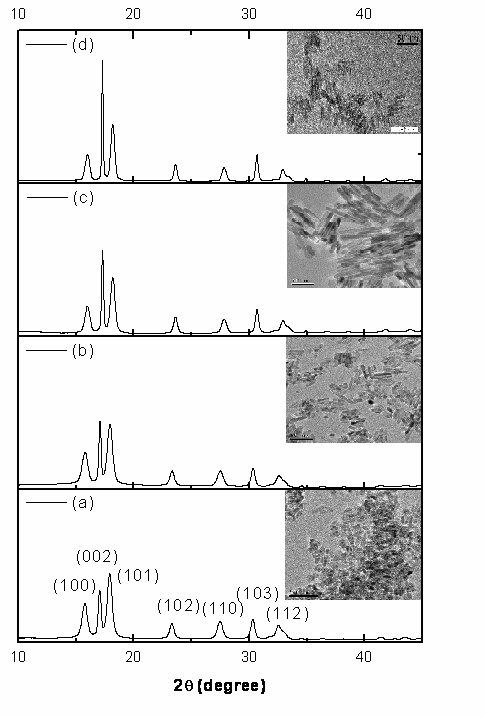 10 20 30 40
(d)
(c)
(b)
(a)
(002)
(100) (101)
(103)
(102) (110) (112)
10 20 30 40
2θ (degree)